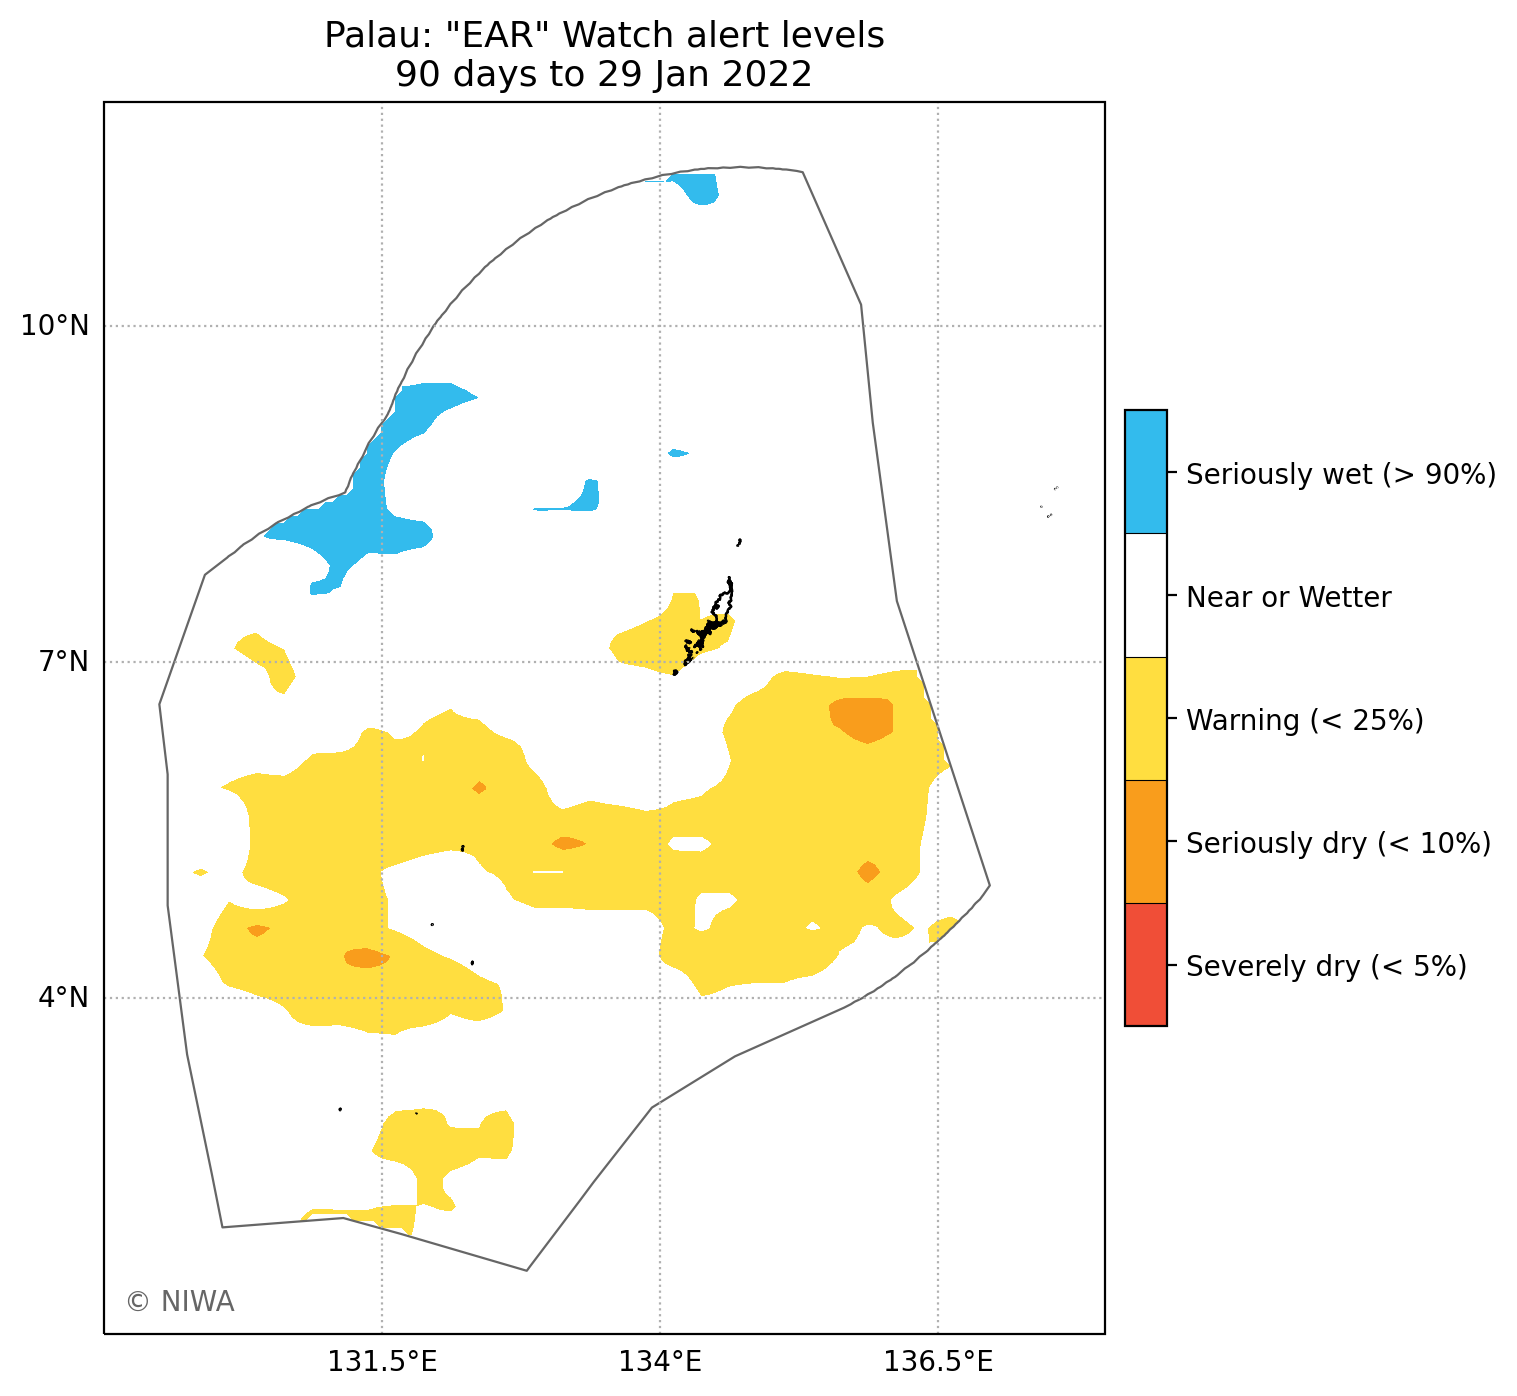 Palau: "EAR" Watch alert levels
90 days to 29 Jan 2022
10°N
7°N
4°N
131.5°E
134°E
136.5°E
Seriously wet (> 90%)
Near or Wetter
Warning (< 25%)
Seriously dry (< 10%)
Severely dry (< 5%)
© NIWA